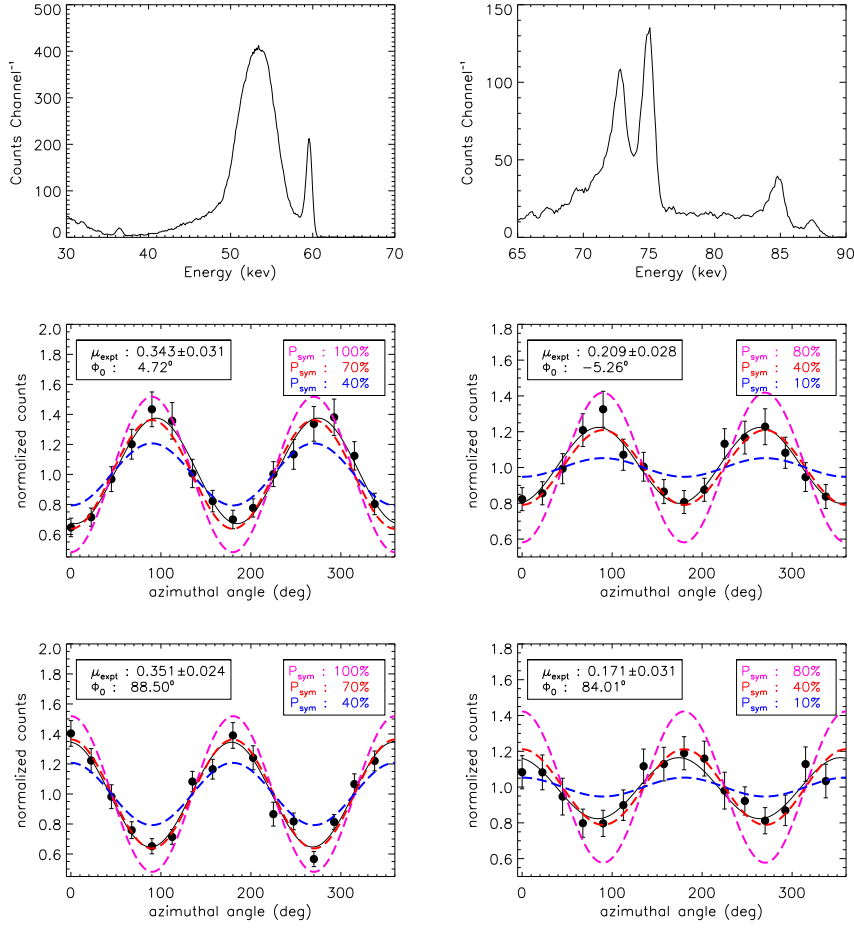 500
400
300
200
100
0
Counts Channel⁻¹
30 40 50 60 70
Energy (kev)
150
100
50
0
Counts Channel⁻¹
65 70 75 80 85 90
Energy (kev)
2.0
1.8
1.6
1.4
1.2
1.0
0.8
0.6
normalized counts
μexpt : 0.343±0.031
Φ0 : 4.72°
Psym : 100%
Psym : 70%
Psym : 40%
0 100 200 300
azimuthal angle (deg)
1.8
1.6
1.4
1.2
1.0
0.8
0.6
normalized counts
μexpt : 0.209±0.028
Φ0 : −5.26°
Psym : 80%
Psym : 40%
Psym : 10%
0 100 200 300
azimuthal angle (deg)
2.0
1.8
1.6
1.4
1.2
1.0
0.8
0.6
normalized counts
μexpt : 0.351±0.024
Φ0 : 88.50°
Psym : 100%
Psym : 70%
Psym : 40%
0 100 200 300
azimuthal angle (deg)
1.8
1.6
1.4
1.2
1.0
0.8
0.6
normalized counts
μexpt : 0.171±0.031
Φ0 : 84.01°
Psym : 80%
Psym : 40%
Psym : 10%
0 100 200 300
azimuthal angle (deg)